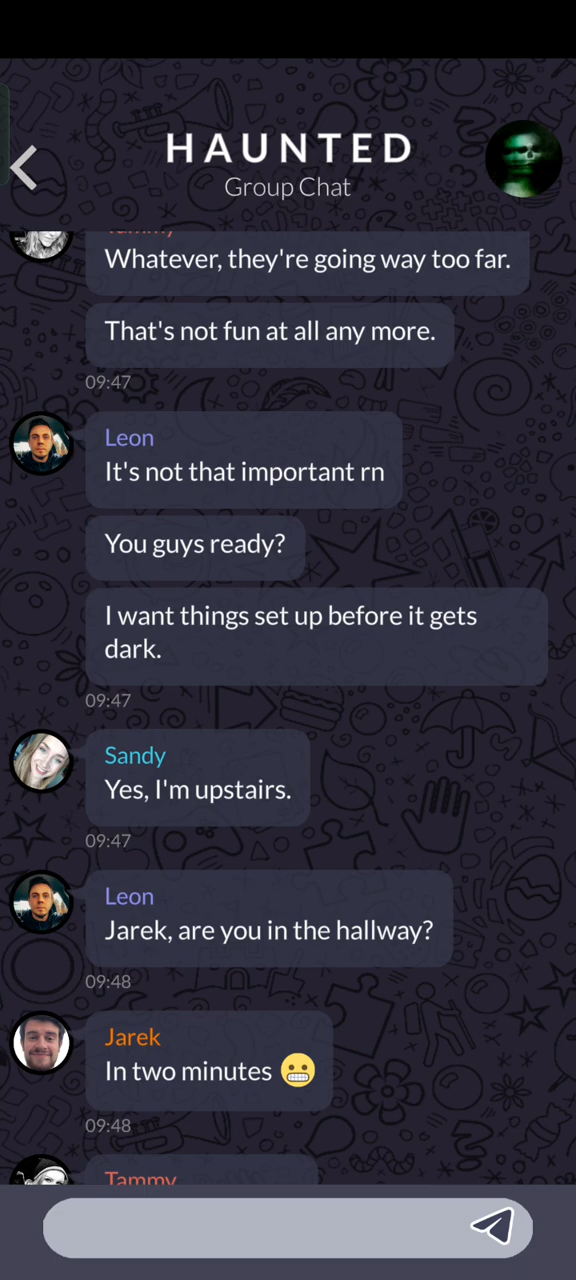 HAUNTED
Group Chat
Tammy
Whatever, they're going way too far.
That's not fun at all any more.
09:47
Leon
It's not that important rn
You guys ready?
I want things set up before it gets
dark.
09:47
Sandy
Yes, I'm upstairs.
09:47
Leon
Jarek, are you in the hallway?
09:48
Jarek
In two minutes 😬
09:48
Tammy